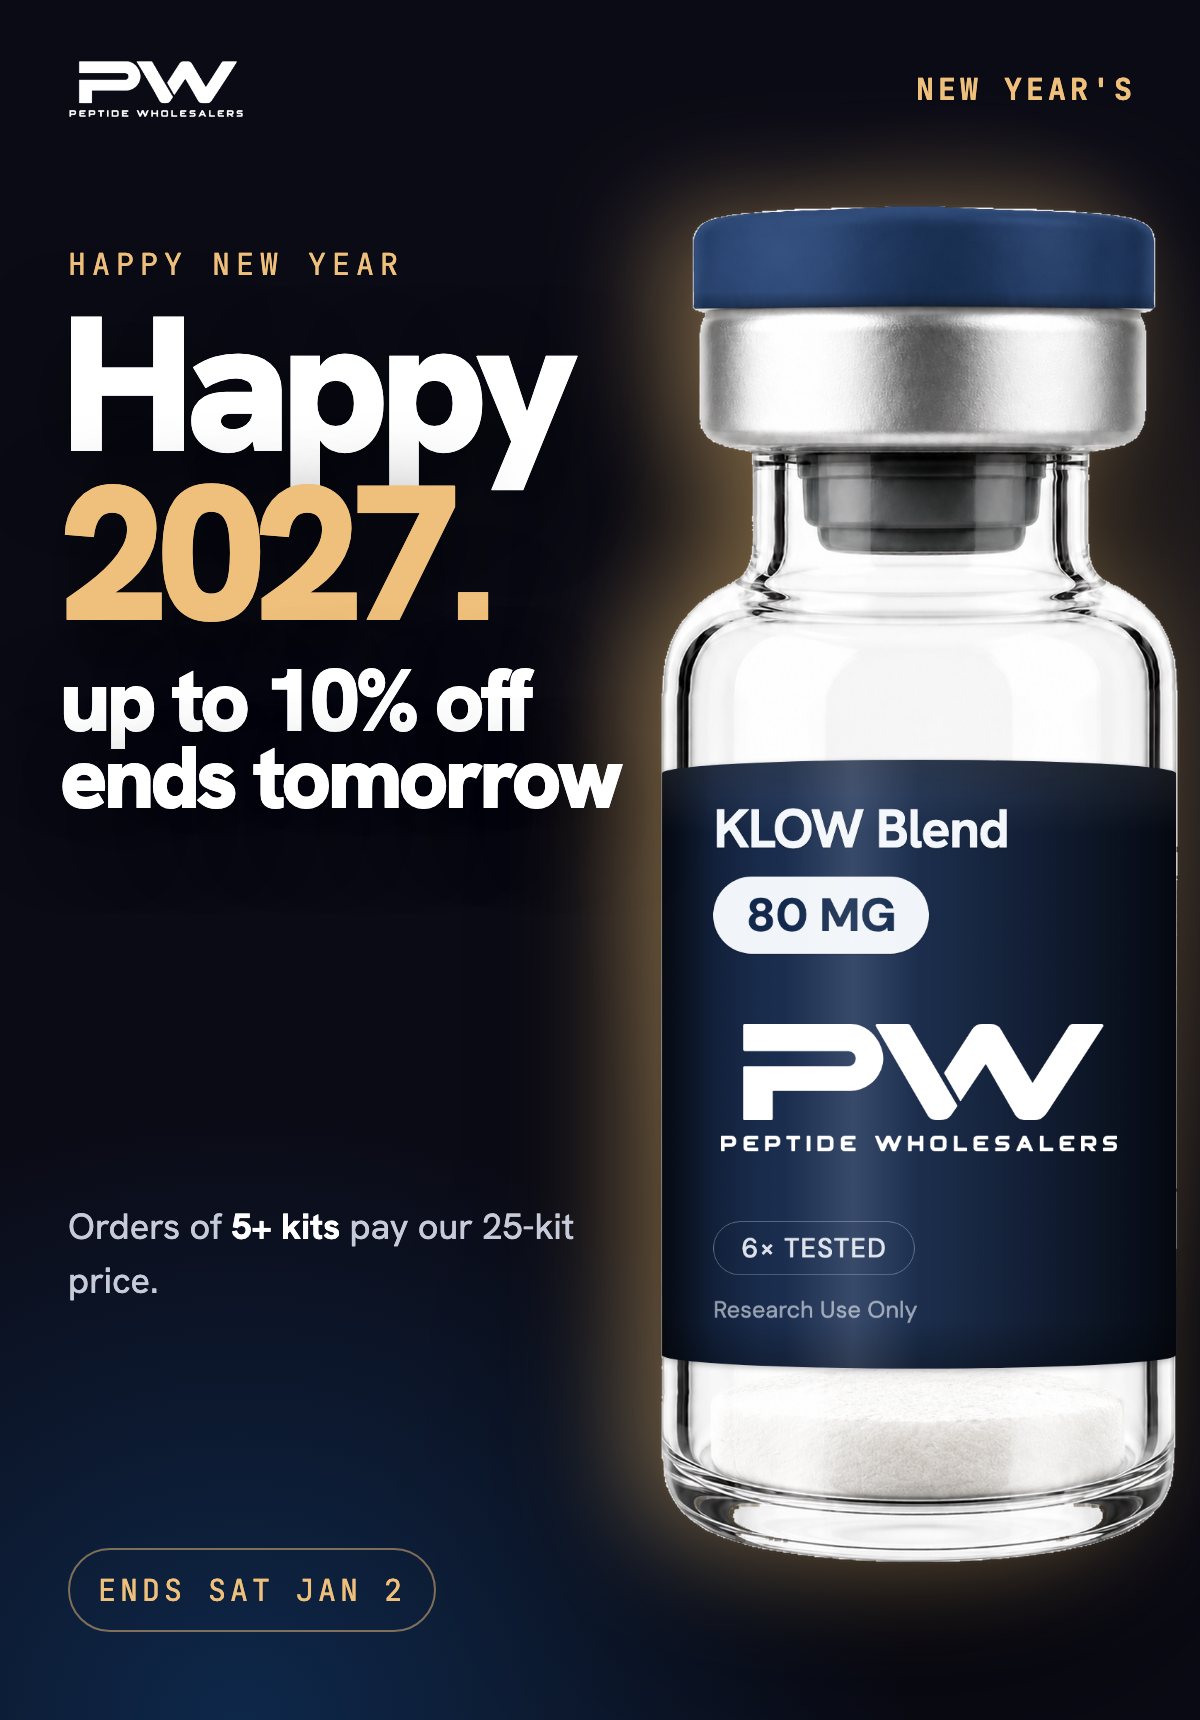 PW
PEPTIDE WHOLESALERS
NEW YEAR'S
HAPPY NEW YEAR
Happy
2027.
up to 10% off
ends tomorrow
KLOW Blend
80 MG
PW
PEPTIDE WHOLESALERS
6× TESTED
Research Use Only
Orders of 5+ kits pay our 25-kit
price.
ENDS SAT JAN 2